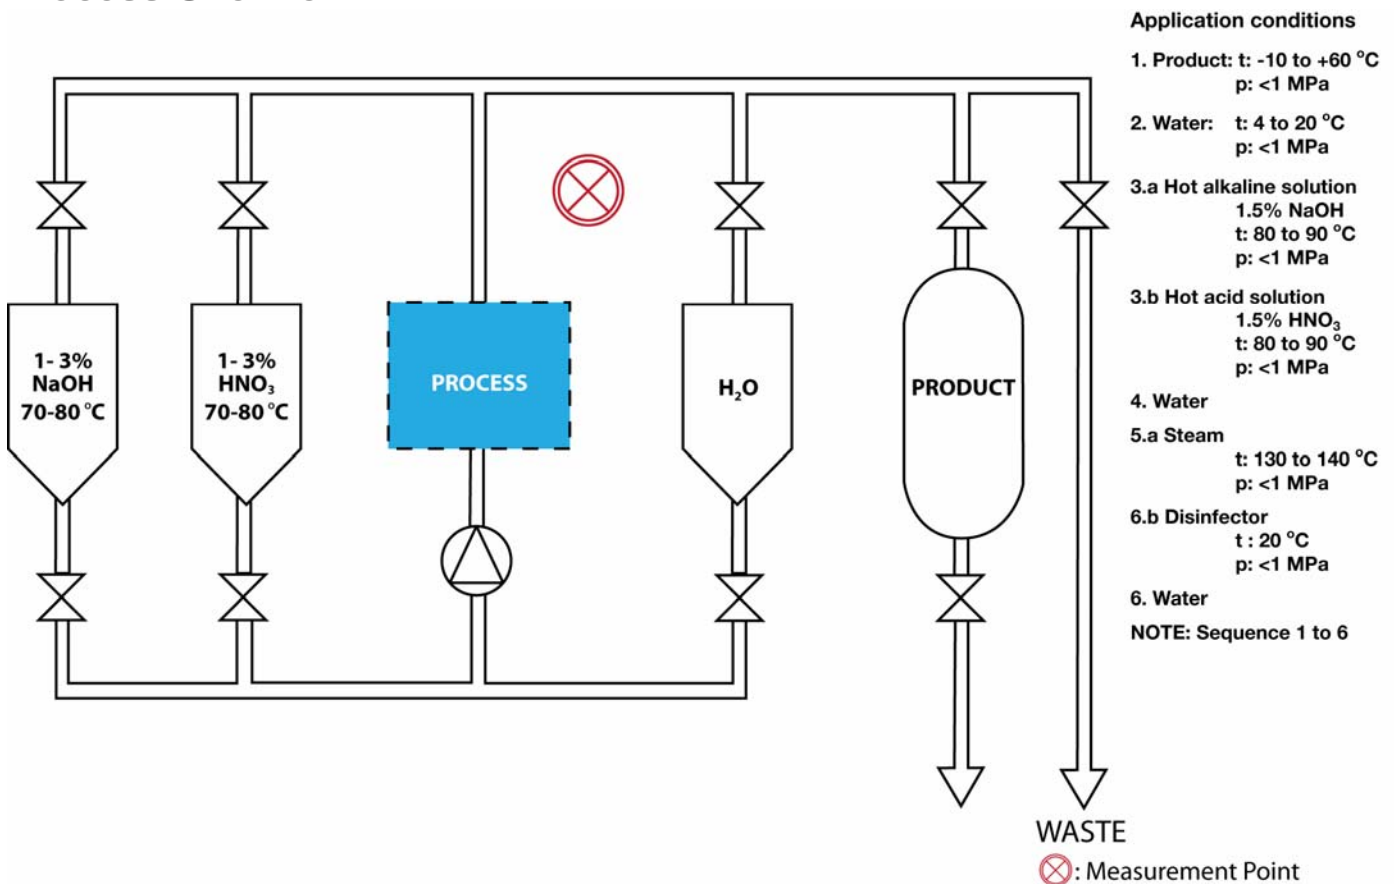 1- 3%
NaOH
70-80 °C
1- 3%
HNO₃
70-80 °C
PROCESS
H₂O
PRODUCT
WASTE
: Measurement Point
Application conditions
1. Product: t: -10 to +60 °C
p: <1 MPa
2. Water: t: 4 to 20 °C
p: <1 MPa
3.a Hot alkaline solution
1.5% NaOH
t: 80 to 90 °C
p: <1 MPa
3.b Hot acid solution
1.5% HNO₃
t: 80 to 90 °C
p: <1 MPa
4. Water
5.a Steam
t: 130 to 140 °C
p: <1 MPa
6.b Disinfector
t : 20 °C
p: <1 MPa
6. Water
NOTE: Sequence 1 to 6